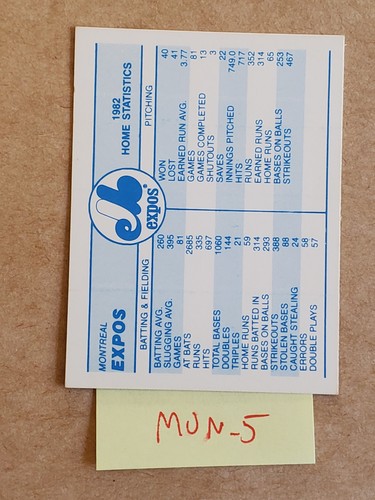 MONTREAL
EXPOS
expos®
1982
HOME STATISTICS
BATTING & FIELDING
BATTING AVG. 260
SLUGGING AVG. 395
GAMES 81
AT BATS 2685
RUNS 335
HITS 697
TOTAL BASES 1060
DOUBLES 144
TRIPLES 21
HOME RUNS 59
RUNS BATTED IN 314
BASES ON BALLS 293
STRIKEOUTS 388
STOLEN BASES 88
CAUGHT STEALING 24
ERRORS 58
DOUBLE PLAYS 57
PITCHING
WON 40
LOST 41
EARNED RUN AVG. 3.77
GAMES 81
GAMES COMPLETED 13
SHUTOUTS 3
SAVES 22
INNINGS PITCHED 749.0
HITS 717
RUNS 352
EARNED RUNS 314
HOME RUNS 65
BASES ON BALLS 253
STRIKEOUTS 467
MON-5